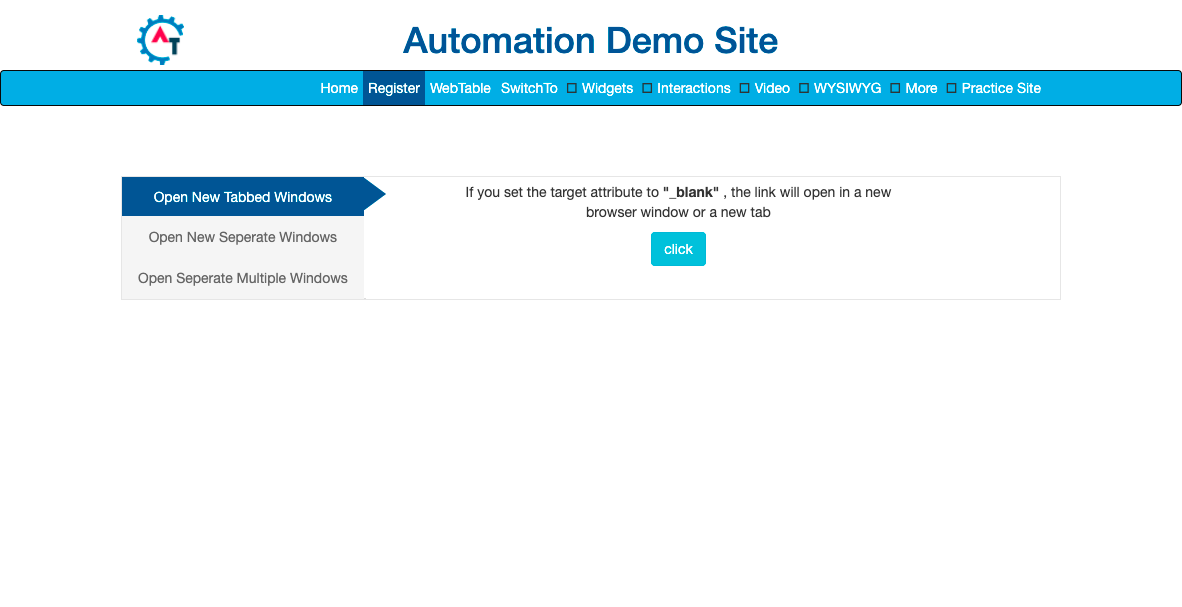 AT
Automation Demo Site
Home Register WebTable SwitchTo Widgets Interactions Video WYSIWYG More Practice Site
Open New Tabbed Windows
Open New Seperate Windows
Open Seperate Multiple Windows
If you set the target attribute to "_blank" , the link will open in a new
browser window or a new tab
click